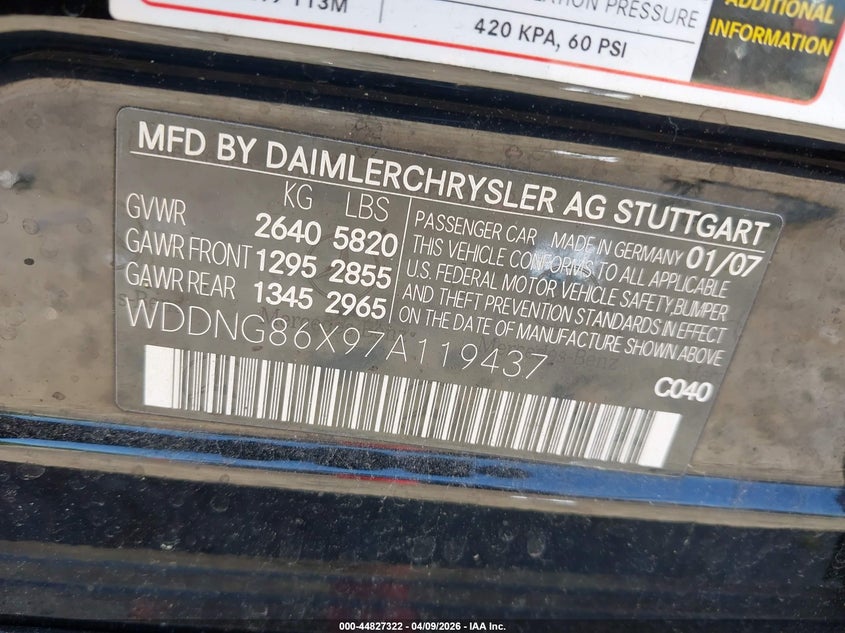 PRESSURE
420 KPA, 60 PSI
ADDITIONAL
INFORMATION
MFD BY DAIMLERCHRYSLER AG STUTTGART
KG LBS
GVWR 2640 5820
GAWR FRONT 1295 2855
GAWR REAR 1345 2965
PASSENGER CAR MADE IN GERMANY 01/07
THIS VEHICLE CONFORMS TO ALL APPLICABLE
U.S. FEDERAL MOTOR VEHICLE SAFETY,BUMPER
AND THEFT PREVENTION STANDARDS IN EFFECT
ON THE DATE OF MANUFACTURE SHOWN ABOVE
WDDNG86X97A119437
C040
000-44827322 - 04/09/2026 - IAA Inc.